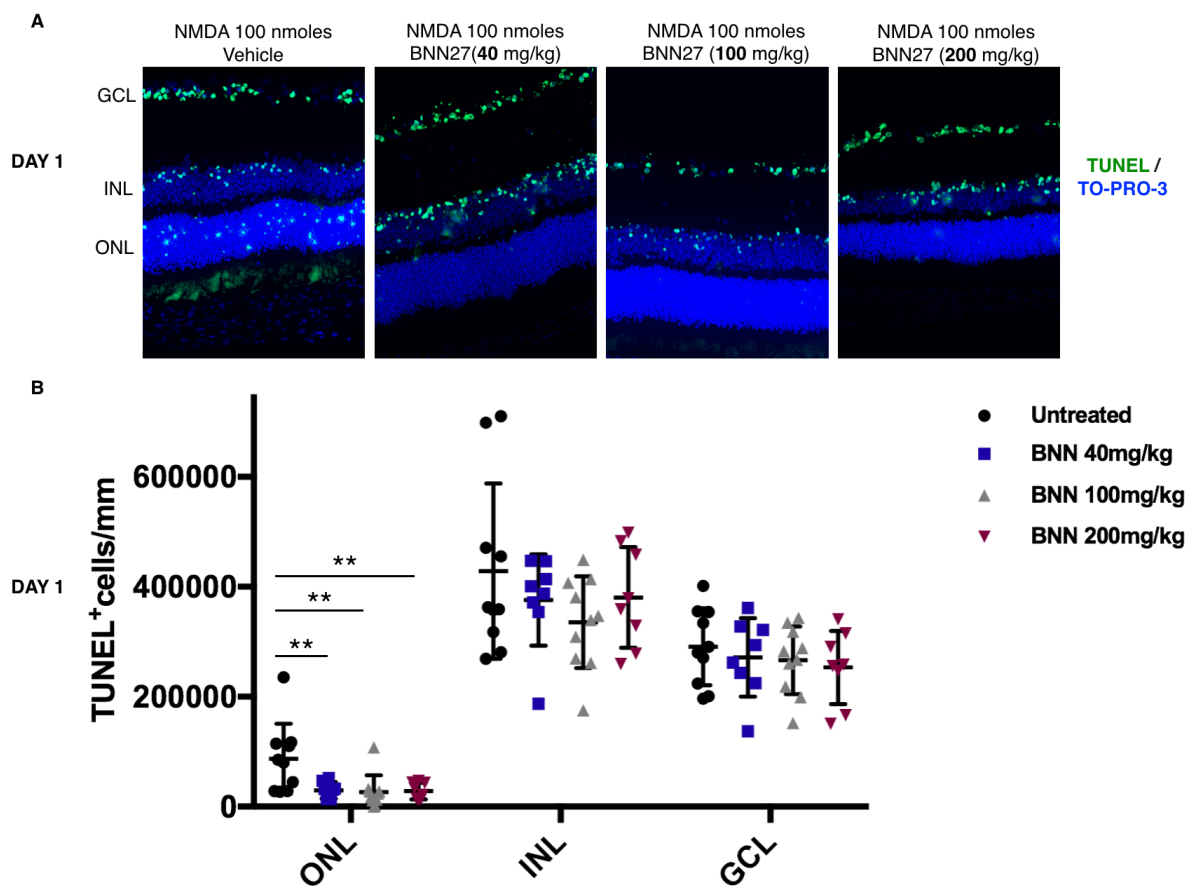 A
NMDA 100 nmoles
Vehicle
NMDA 100 nmoles
BNN27(40 mg/kg)
NMDA 100 nmoles
BNN27 (100 mg/kg)
NMDA 100 nmoles
BNN27 (200 mg/kg)
GCL
DAY 1
INL
ONL
TUNEL /
TO-PRO-3
B
Untreated
BNN 40mg/kg
BNN 100mg/kg
BNN 200mg/kg
DAY 1
TUNEL+cells/mm
600000
400000
200000
0
**
**
**
ONL
INL
GCL